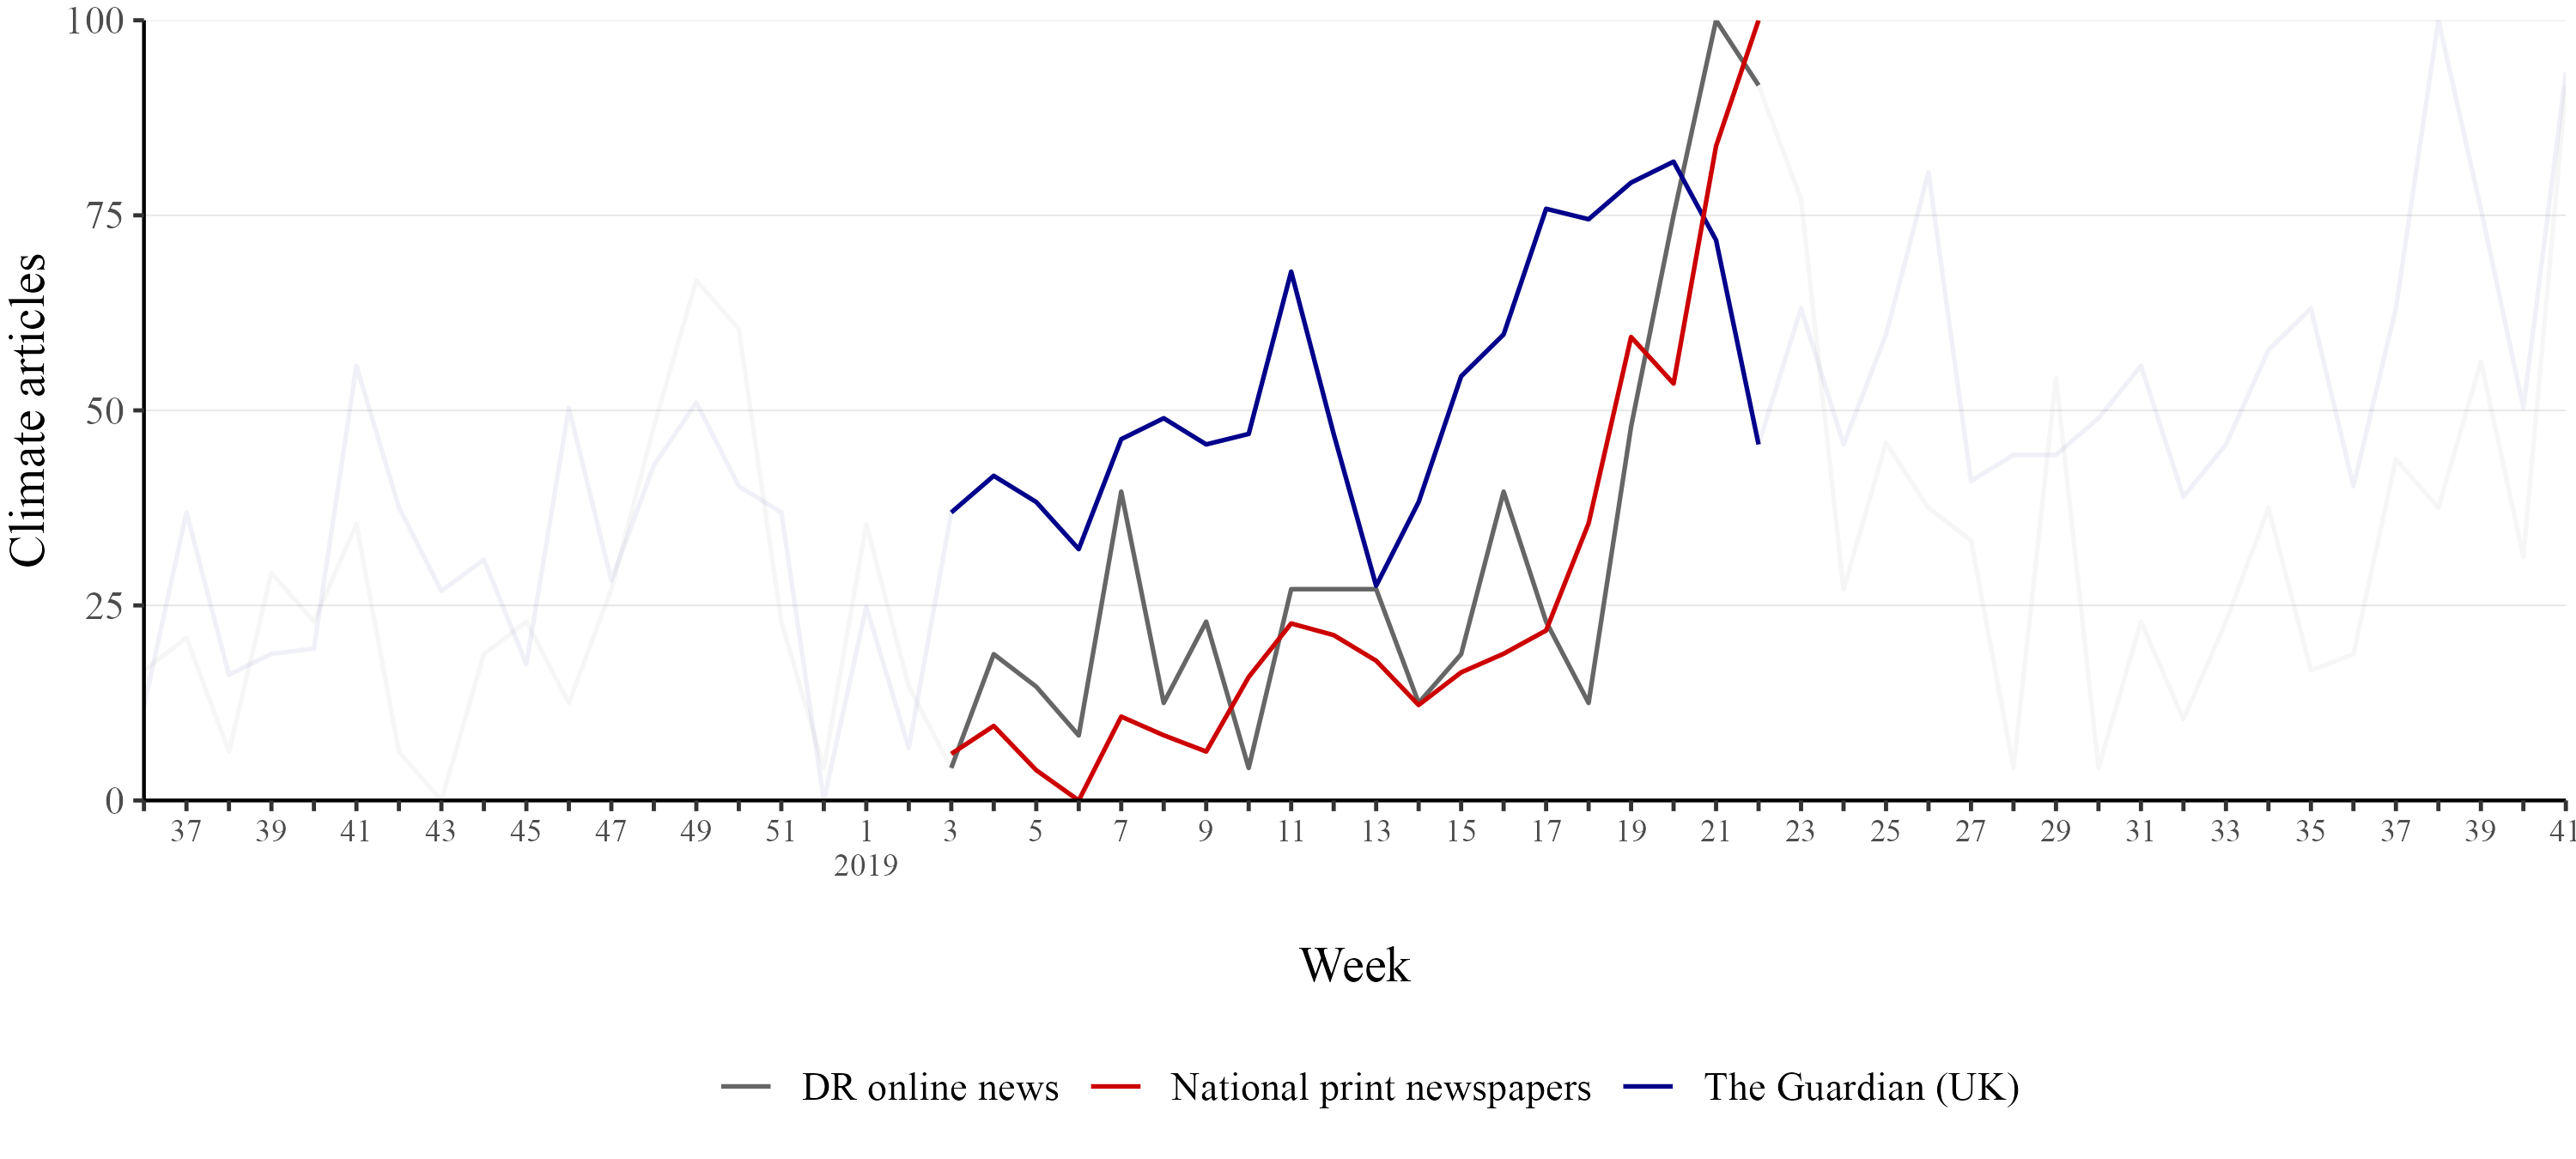 100
75
50
25
0
Climate articles
37 39 41 43 45 47 49 51 1 3 5 7 9 11 13 15 17 19 21 23 25 27 29 31 33 35 37 39 41
2019
Week
DR online news National print newspapers The Guardian (UK)